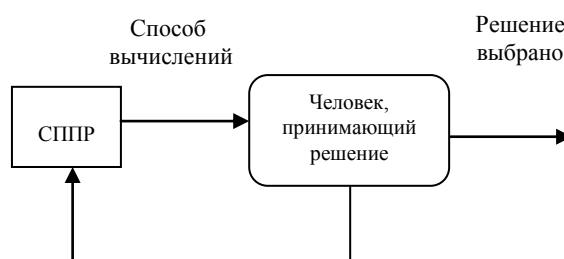 Способ
вычислений
Решение
выбрано
СППР
Человек,
принимающий
решение